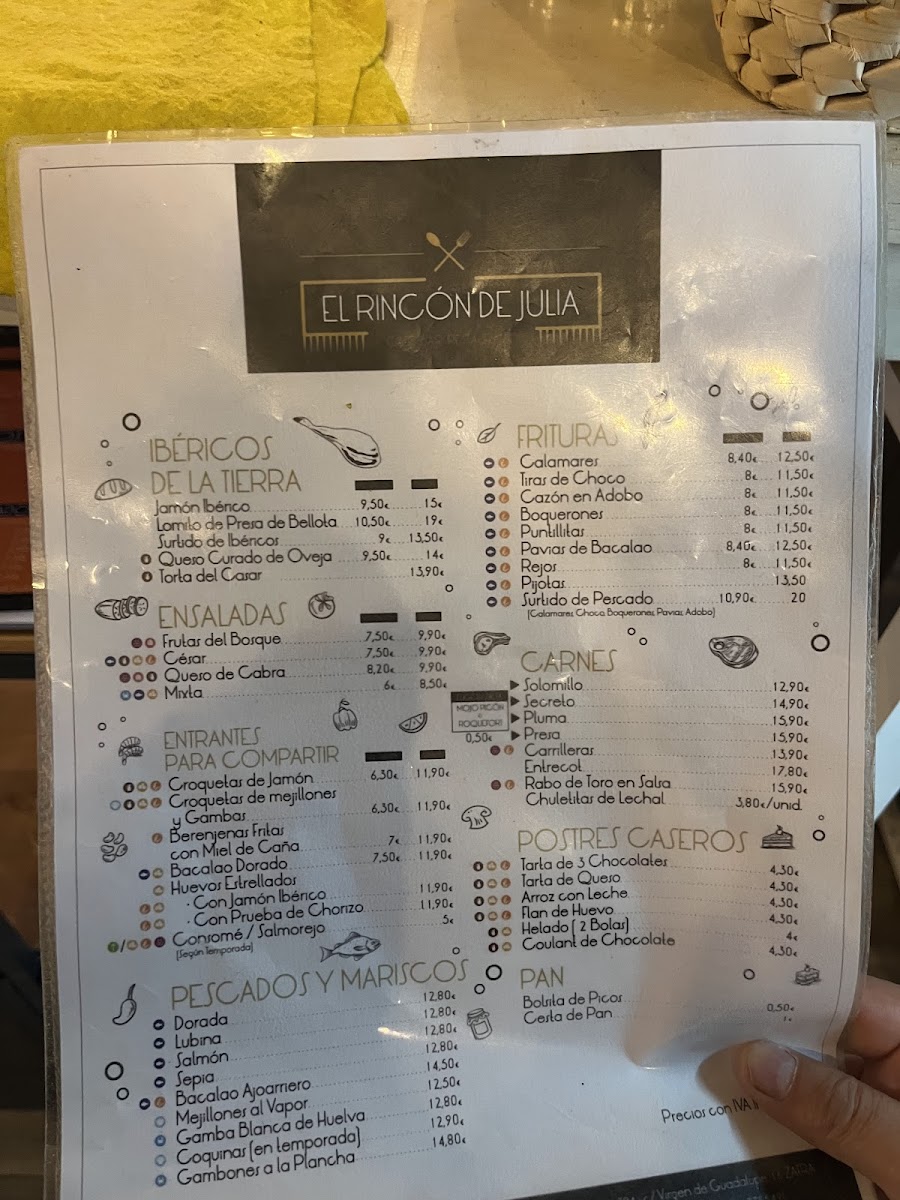 EL RINCÓN DE JULIA
IBÉRICOS
DE LA TIERRA
Jamón Ibérico 9,50€ 15€
Lomito de Presa de Bellota 10,50€ 19€
Surtido de Ibéricos 9€ 13,50€
Queso Curado de Oveja 9,50€ 14€
Torta del Casar 13,90€
ENSALADAS
Frutas del Bosque 7,50€ 9,90€
César 7,50€ 9,90€
Queso de Cabra 8,20€ 9,90€
Mixta 6€ 8,50€
ENTRANTES
PARA COMPARTIR
Croquetas de Jamón 6,30€ 11,90€
Croquetas de mejillones
y Gambas 6,30€ 11,90€
Berenjenas Fritas
con Miel de Caña 7€ 11,90€
Bacalao Dorado 7,50€ 11,90€
Huevos Estrellados
· Con Jamón Ibérico 11,90€
· Con Prueba de Chorizo 11,90€
Consomé / Salmorejo 5€
(Según Temporada)
PESCADOS Y MARISCOS
Dorada 12,80€
Lubina 12,80€
Salmón 12,80€
Sepia 12,80€
Bacalao Ajoarriero 14,50€
Mejillones al Vapor 12,50€
Gamba Blanca de Huelva 12,80€
Coquinas (en temporada) 12,90€
Gambones a la Plancha 14,80€
FRITURAS
Calamares 8,40€ 12,50€
Tiras de Choco 8€ 11,50€
Cazón en Adobo 8€ 11,50€
Boquerones 8€ 11,50€
Puntillitas 8€ 11,50€
Pavías de Bacalao 8,40€ 12,50€
Rejos 8€ 11,50€
Pijotas 13,50
Surtido de Pescado 10,90€ 20
(Calamares, Choco, Boquerones, Pavías, Adobo)
CARNES
Solomillo 12,90€
Secreto 14,90€
Pluma 15,90€
Presa 15,90€
MOJO PICÓN
o
ROQUEFORT
0,50€
Carrilleras 13,90€
Entrecot 17,80€
Rabo de Toro en Salsa 15,90€
Chuletitas de Lechal 3,80€/unid.
POSTRES CASEROS
Tarta de 3 Chocolates 4,30€
Tarta de Queso 4,30€
Arroz con Leche 4,30€
Flan de Huevo 4,30€
Helado (2 Bolas) 4€
Coulant de Chocolate 4,30€
PAN
Bolsita de Picos 0,50€
Cesta de Pan 1€
Precios con IVA
/ Virgen de Guadalupe, ZAFRA